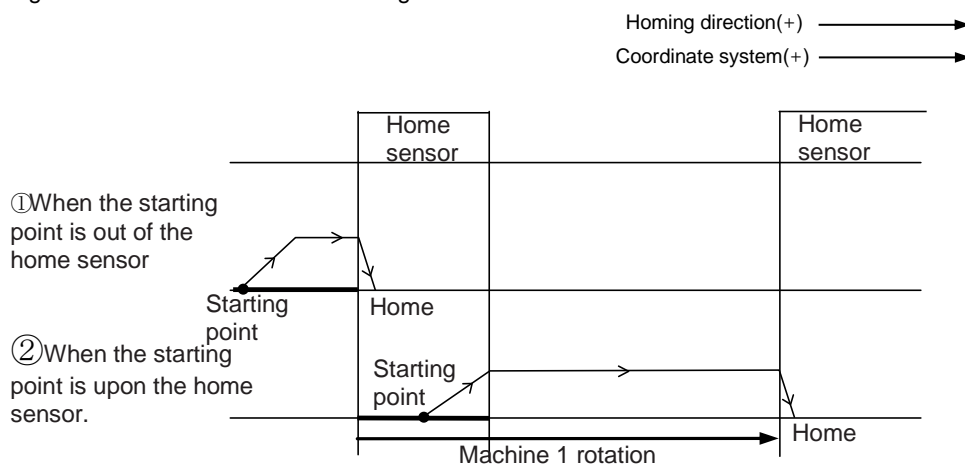 Homing direction(+)
Coordinate system(+)
Home
sensor
Home
sensor
①When the starting
point is out of the
home sensor
Starting
point
Home
②When the starting
point is upon the home
sensor.
Starting
point
Home
Machine 1 rotation